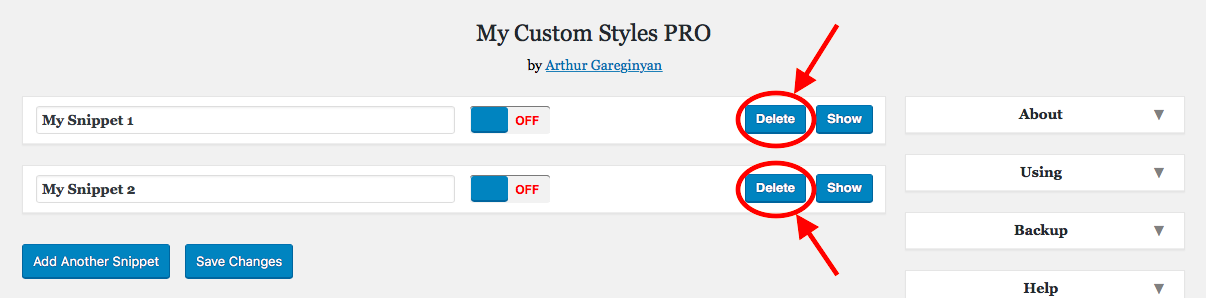 My Custom Styles PRO
by Arthur Gareginyan
My Snippet 1 OFF Delete Show
My Snippet 2 OFF Delete Show
Add Another Snippet Save Changes
About
Using
Backup
Help